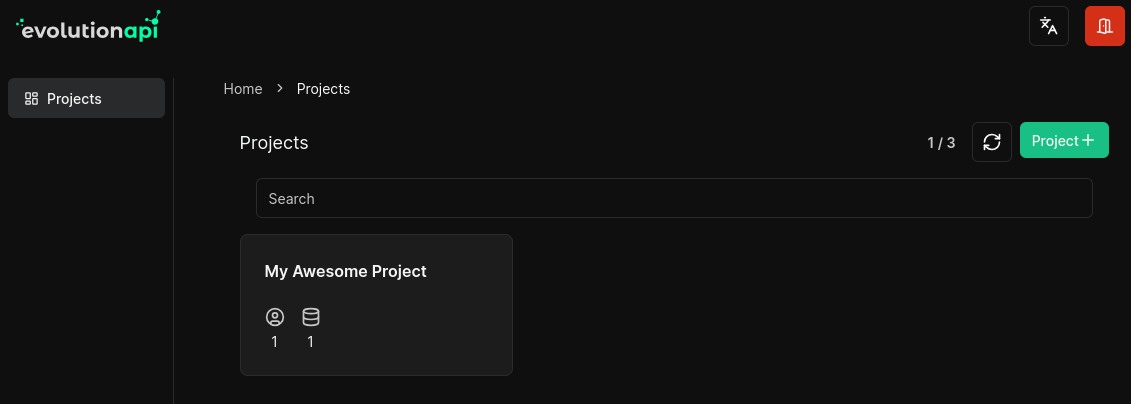 evolutionapi
Projects
Home > Projects
Projects
1 / 3
Project +
Search
My Awesome Project
1 1